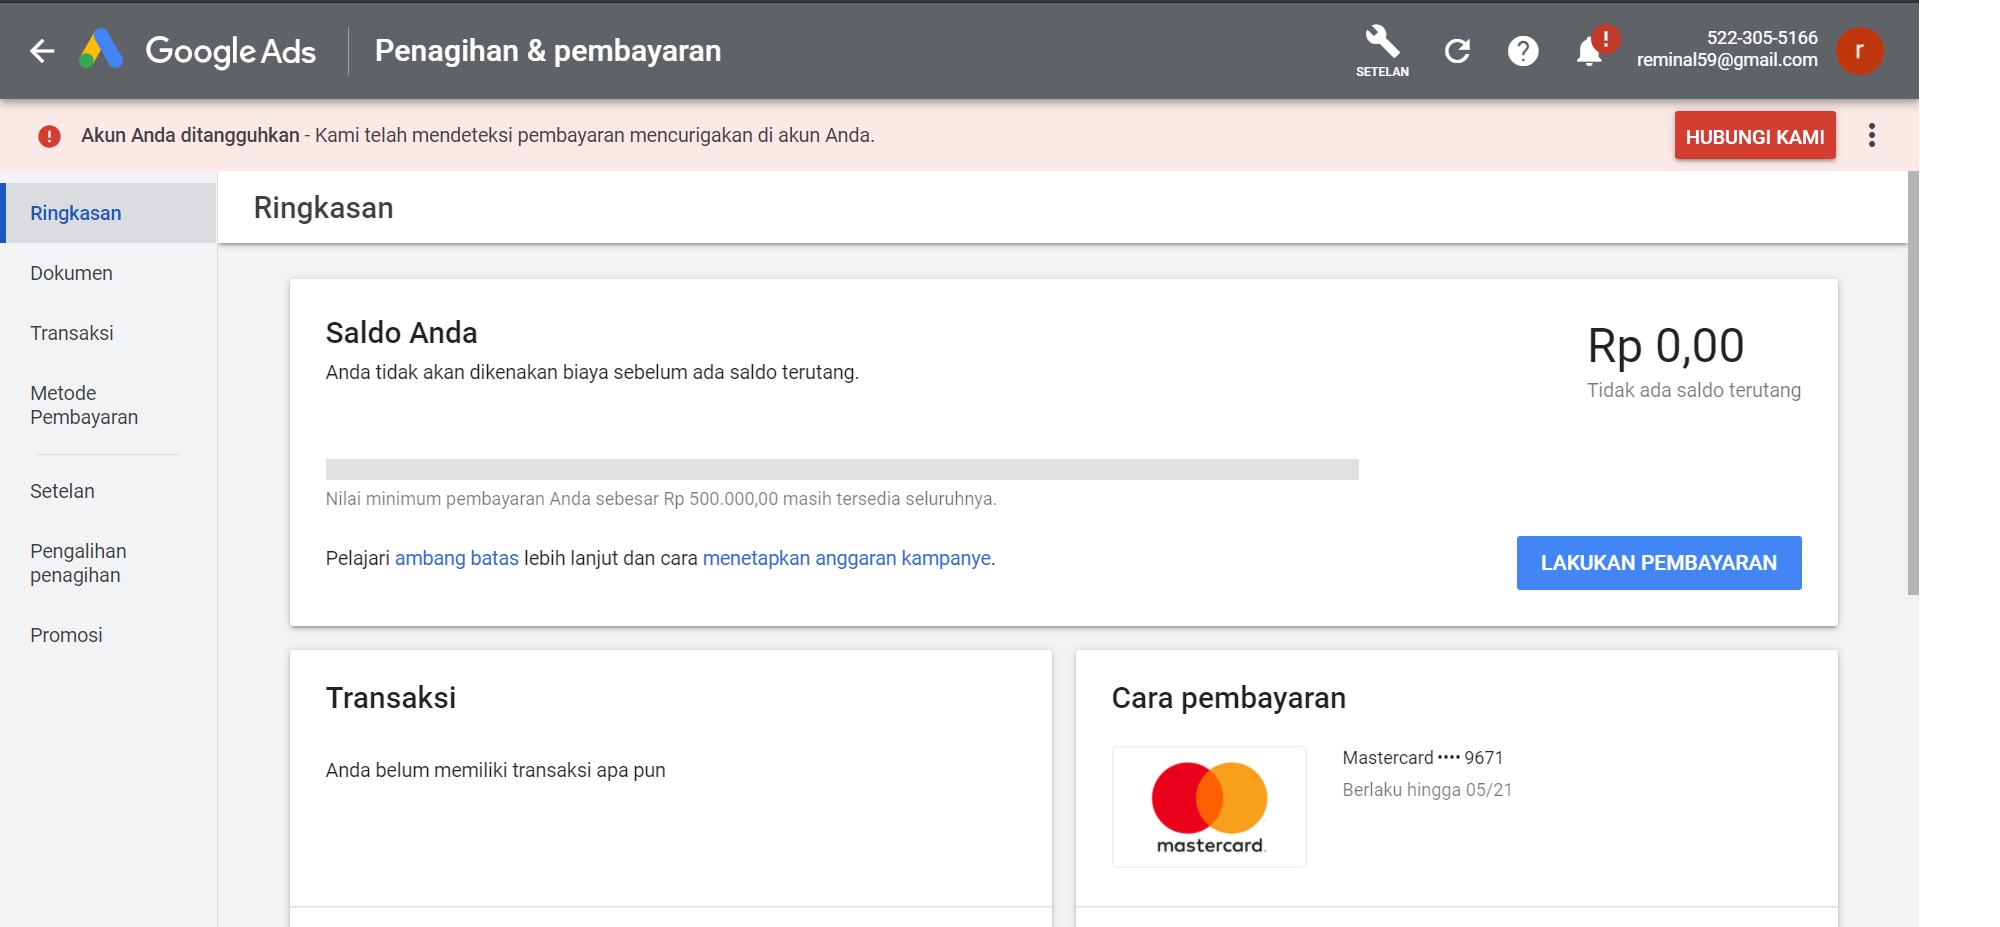 Google Ads
Penagihan & pembayaran
SETELAN
522-305-5166
reminal59@gmail.com
r
Akun Anda ditangguhkan - Kami telah mendeteksi pembayaran mencurigakan di akun Anda.
HUBUNGI KAMI
Ringkasan
Dokumen
Transaksi
Metode
Pembayaran
Setelan
Pengalihan
penagihan
Promosi
Ringkasan
Saldo Anda
Anda tidak akan dikenakan biaya sebelum ada saldo terutang.
Rp 0,00
Tidak ada saldo terutang
Nilai minimum pembayaran Anda sebesar Rp 500.000,00 masih tersedia seluruhnya.
Pelajari ambang batas lebih lanjut dan cara menetapkan anggaran kampanye.
LAKUKAN PEMBAYARAN
Transaksi
Anda belum memiliki transaksi apa pun
Cara pembayaran
mastercard.
Mastercard •••• 9671
Berlaku hingga 05/21